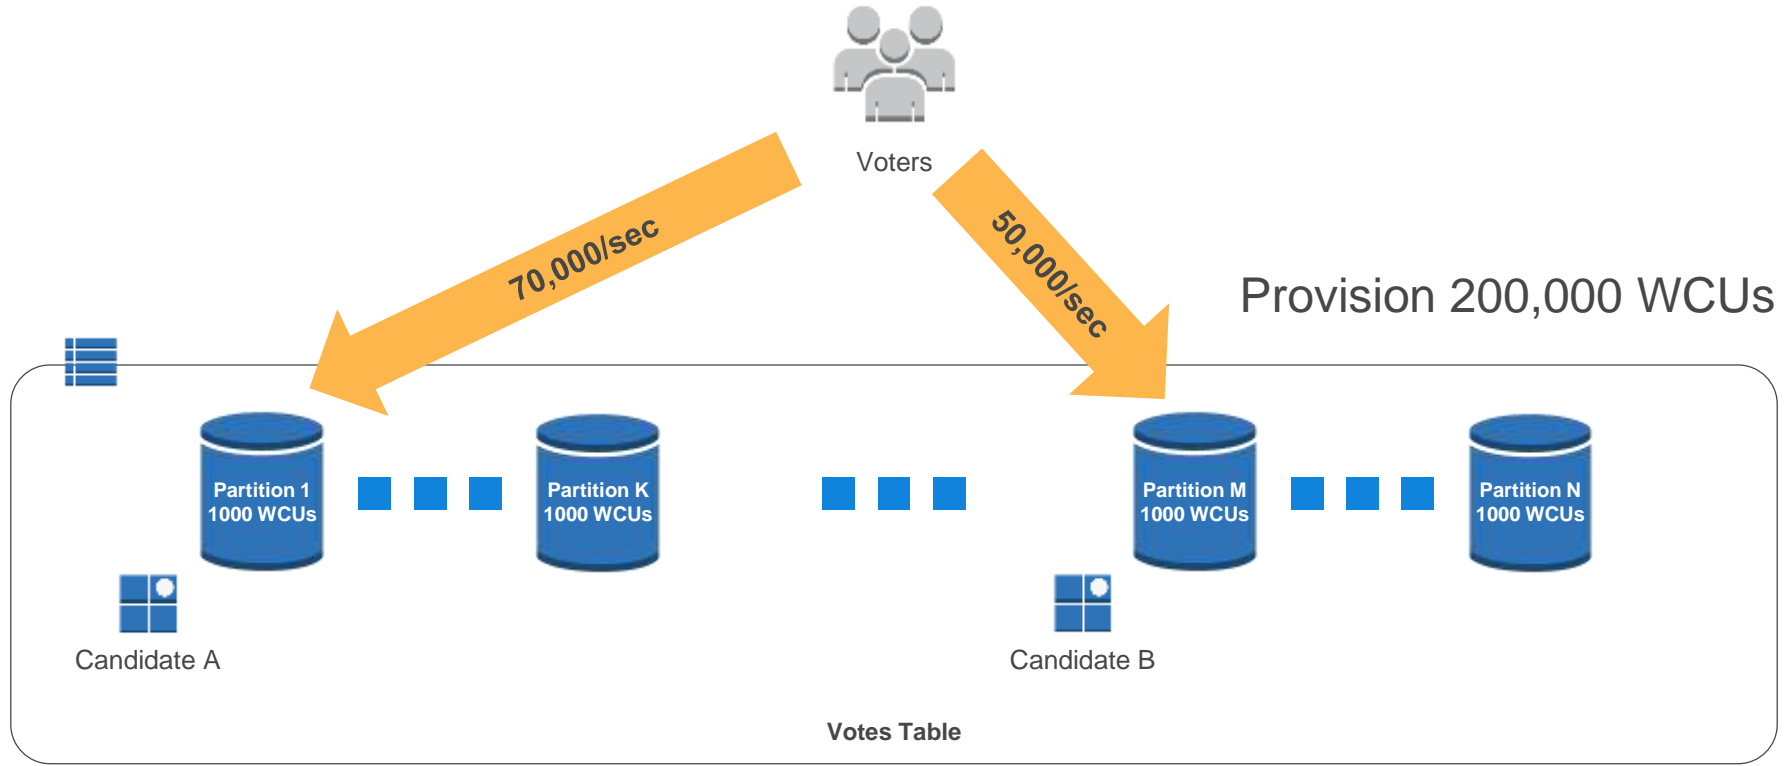 Voters
70,000/sec
50,000/sec
Provision 200,000 WCUs
Partition 1
1000 WCUs
Partition K
1000 WCUs
Partition M
1000 WCUs
Partition N
1000 WCUs
Candidate A
Candidate B
Votes Table